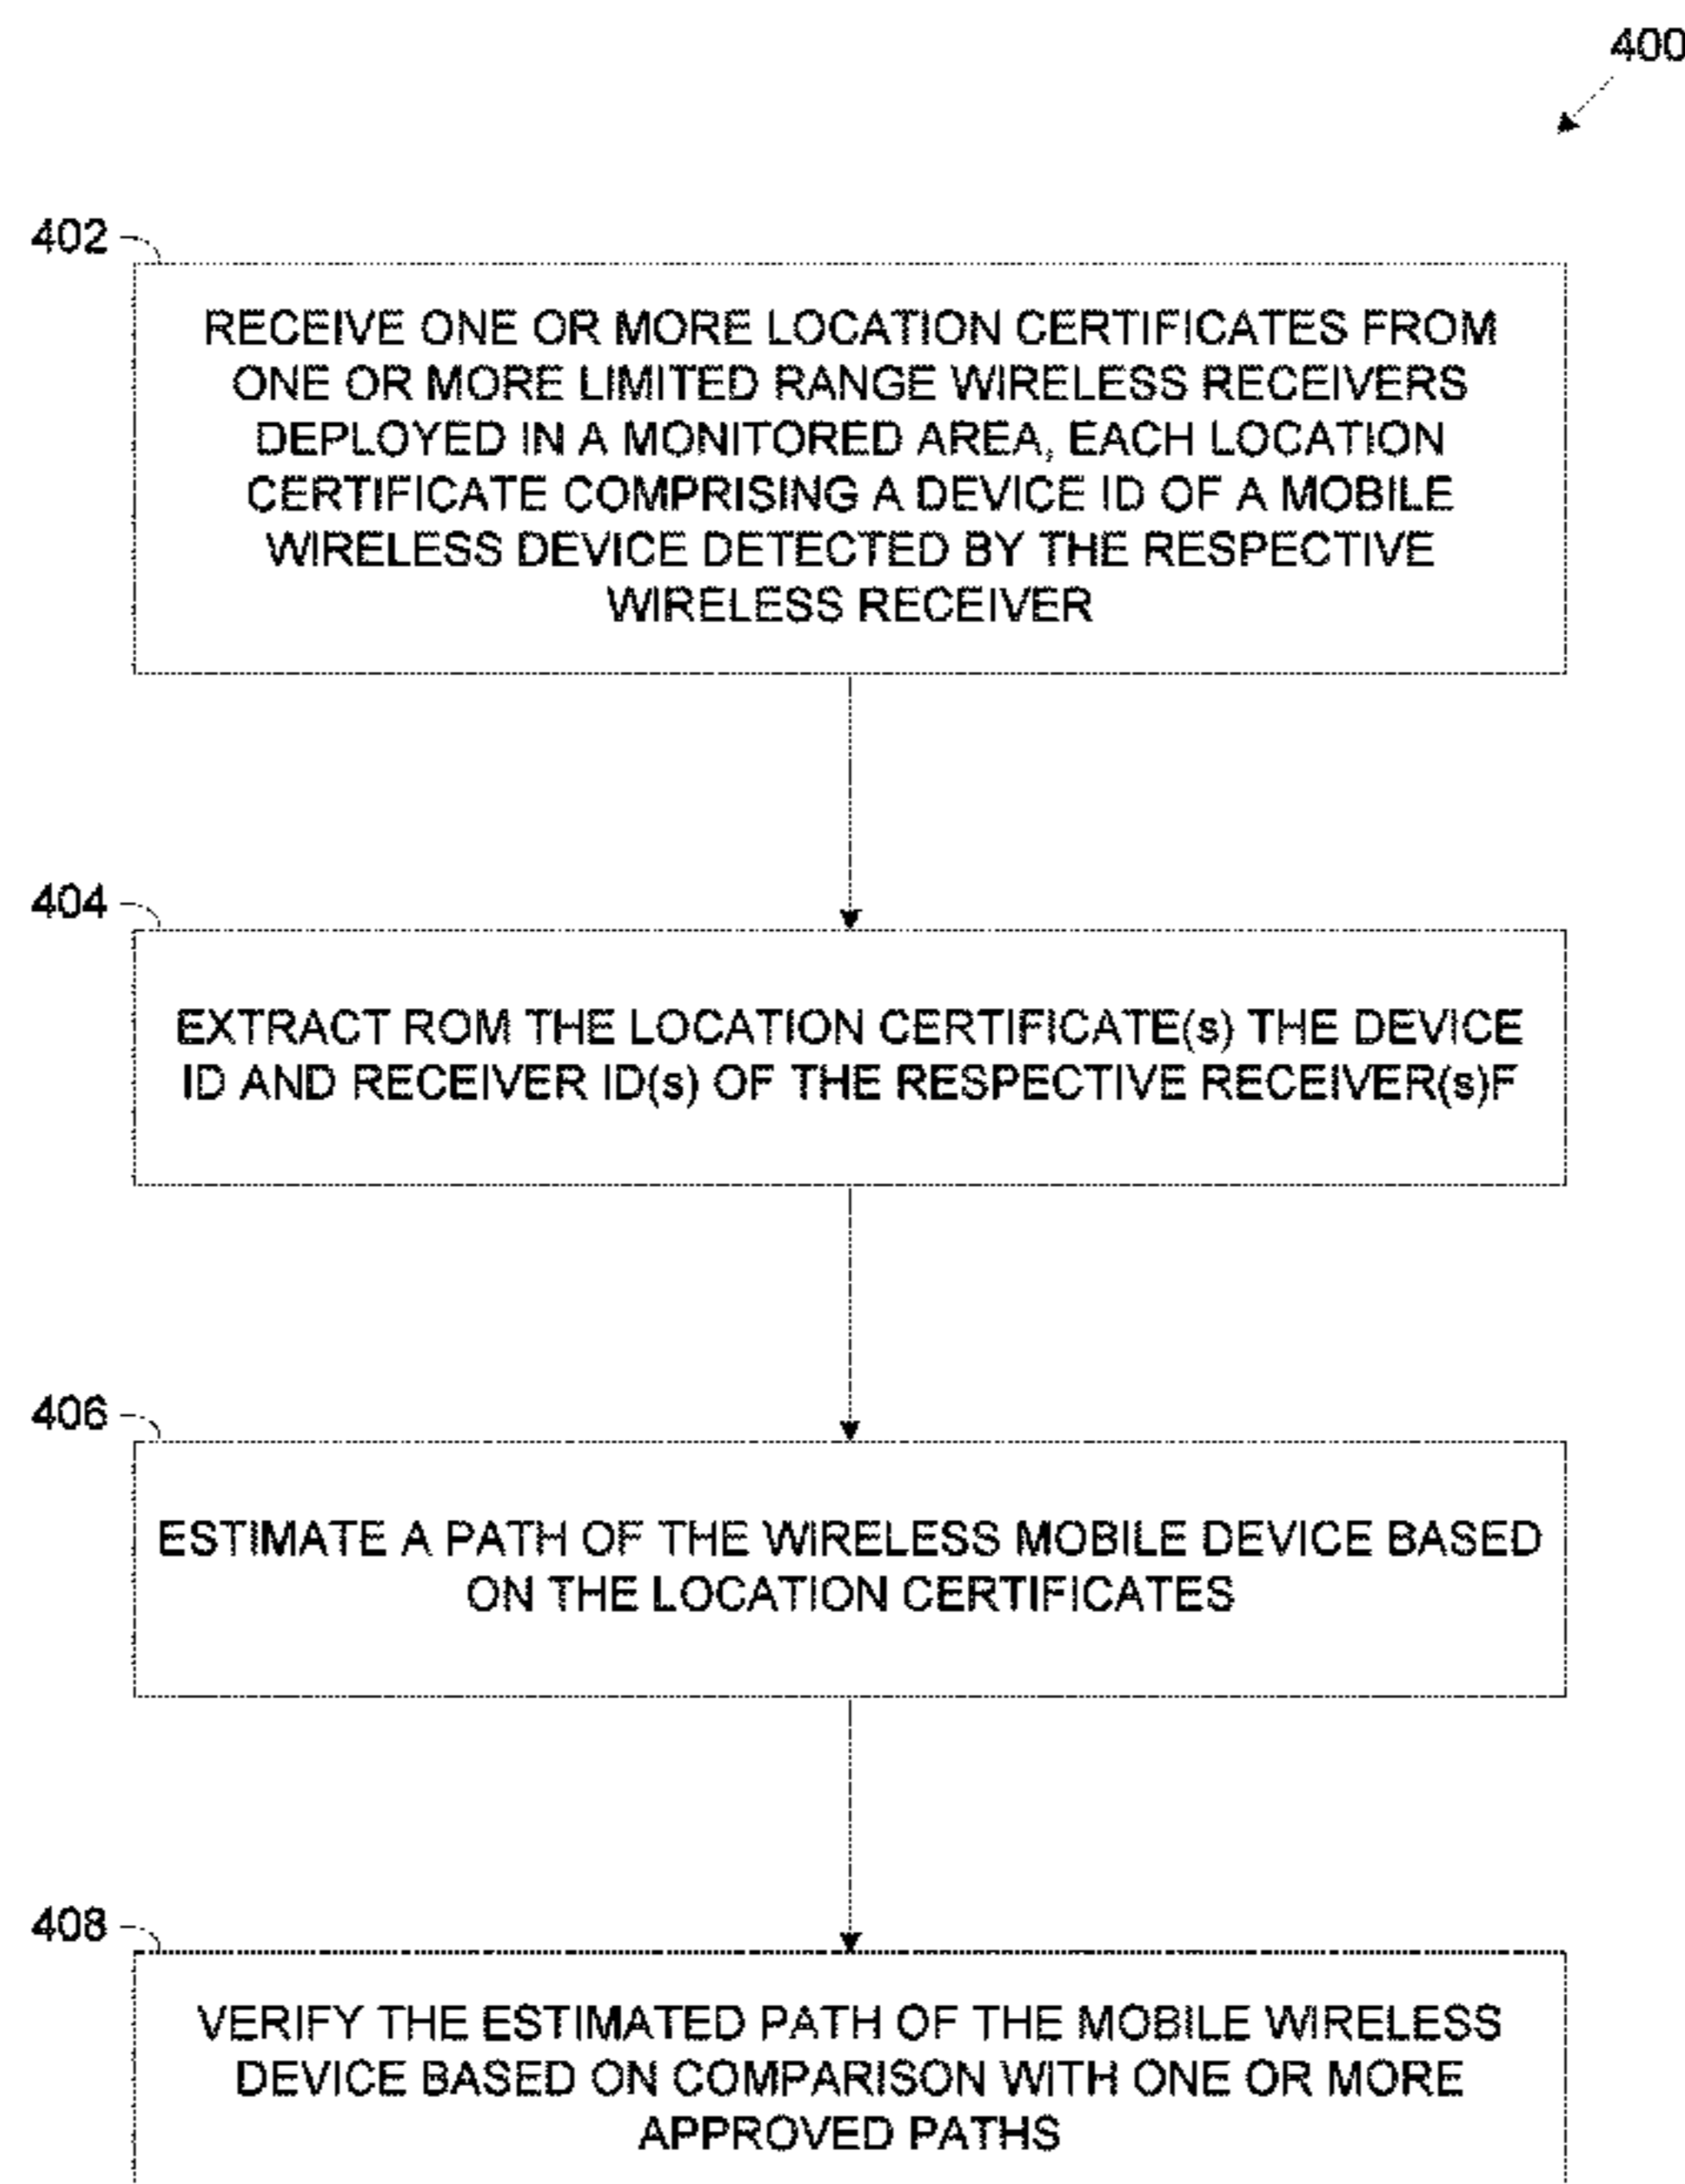 400
402
RECEIVE ONE OR MORE LOCATION CERTIFICATES FROM
ONE OR MORE LIMITED RANGE WIRELESS RECEIVERS
DEPLOYED IN A MONITORED AREA, EACH LOCATION
CERTIFICATE COMPRISING A DEVICE ID OF A MOBILE
WIRELESS DEVICE DETECTED BY THE RESPECTIVE
WIRELESS RECEIVER
404
EXTRACT ROM THE LOCATION CERTIFICATE(s) THE DEVICE
ID AND RECEIVER ID(s) OF THE RESPECTIVE RECEIVER(s)F
406
ESTIMATE A PATH OF THE WIRELESS MOBILE DEVICE BASED
ON THE LOCATION CERTIFICATES
408
VERIFY THE ESTIMATED PATH OF THE MOBILE WIRELESS
DEVICE BASED ON COMPARISON WITH ONE OR MORE
APPROVED PATHS